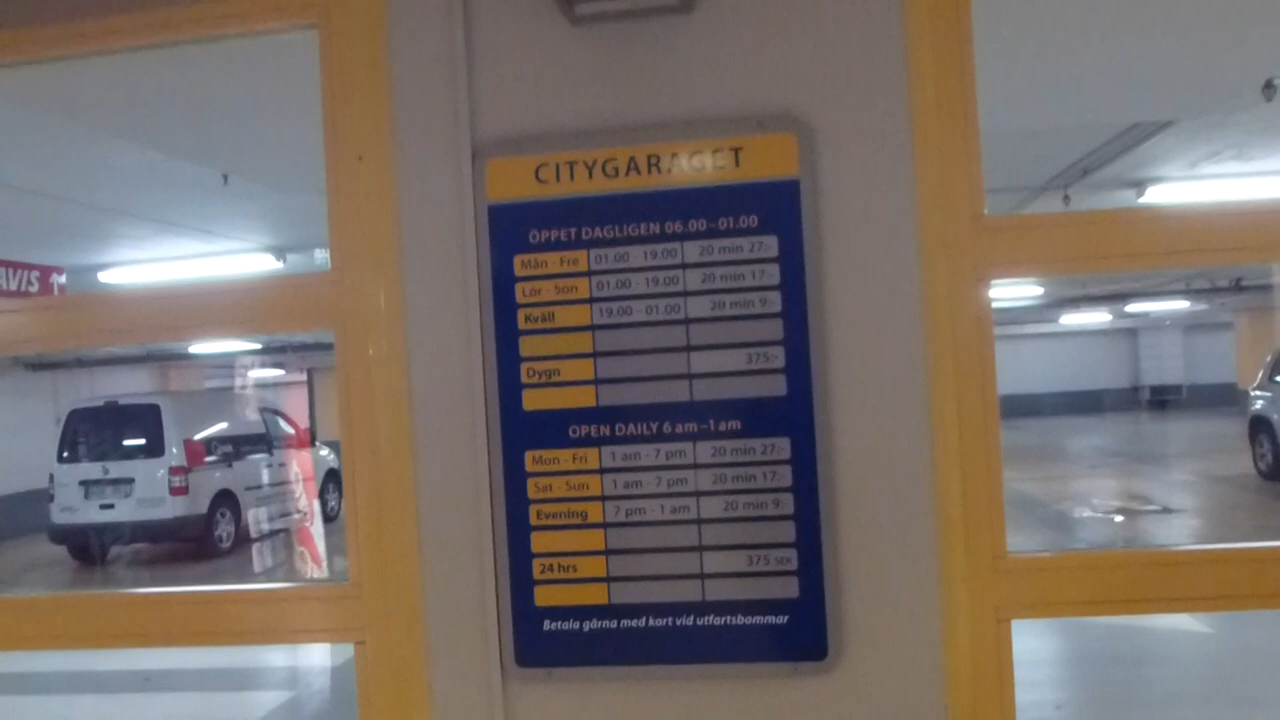 CITYGARAGET
ÖPPET DAGLIGEN 06.00-01.00
Mån - Fre 01.00 - 19.00 20 min 27:-
Lör - Sön 01.00 - 19.00 20 min 17:-
Kväll 19.00 - 01.00 20 min 9:-
Dygn 375:-
OPEN DAILY 6 am-1 am
Mon - Fri 1 am - 7 pm 20 min 27:-
Sat - Sun 1 am - 7 pm 20 min 17:-
Evening 7 pm - 1 am 20 min 9:-
24 hrs 375 SEK
Betala gärna med kort vid utfartsbommar
AVIS